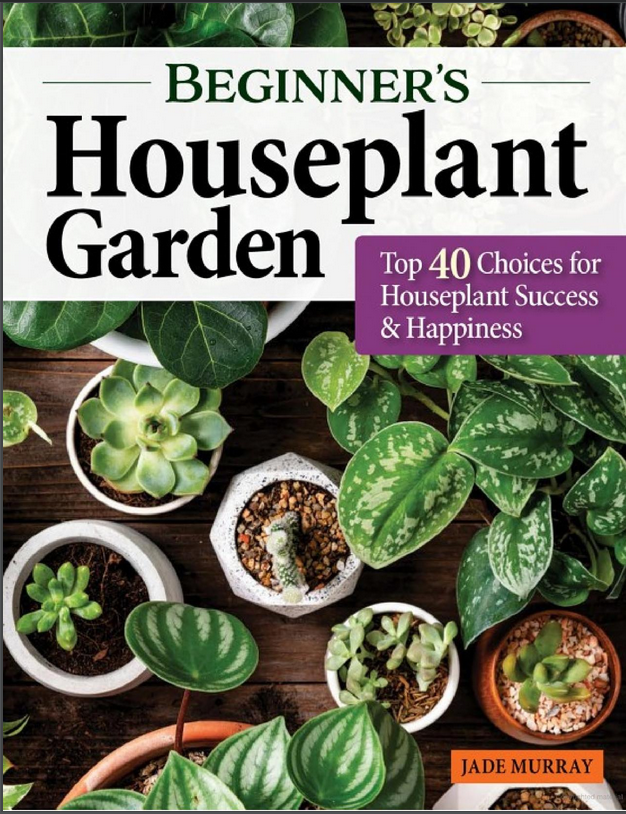 BEGINNER'S
Houseplant
Garden
Top 40 Choices for
Houseplant Success
& Happiness
JADE MURRAY